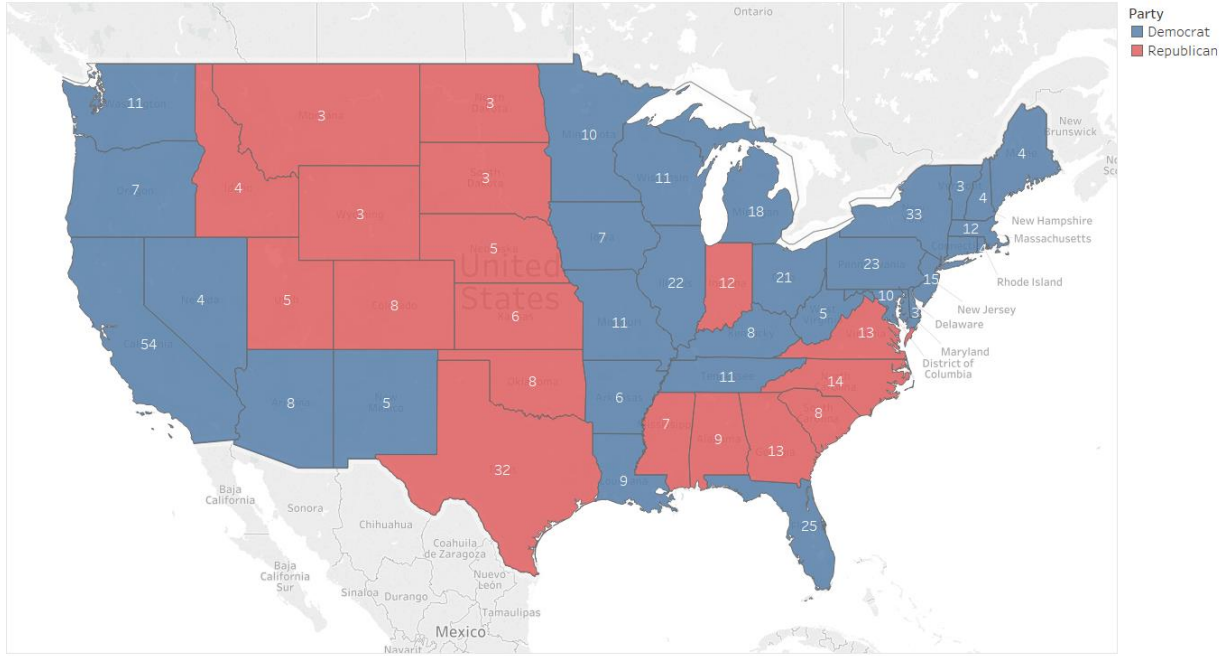 Ontario
Party
Democrat
Republican
11
Washington
3
3
10
New
Brunswick
7
4
3
3
11
18
4
3
4
33
12
4
New Hampshire
Massachusetts
Rhode Island
5
United
States
7
22
12
21
23
15
10
3
New Jersey
Delaware
Maryland
District of
Columbia
54
4
5
8
6
11
8
5
13
8
5
8
6
11
14
8
32
9
7
9
13
25
Baja
California
Sonora
Chihuahua
Coahuila
de Zaragoza
Baja
California
Sur
Sinaloa
Durango
Nuevo
León
Tamaulipas
Mexico
Nayarit